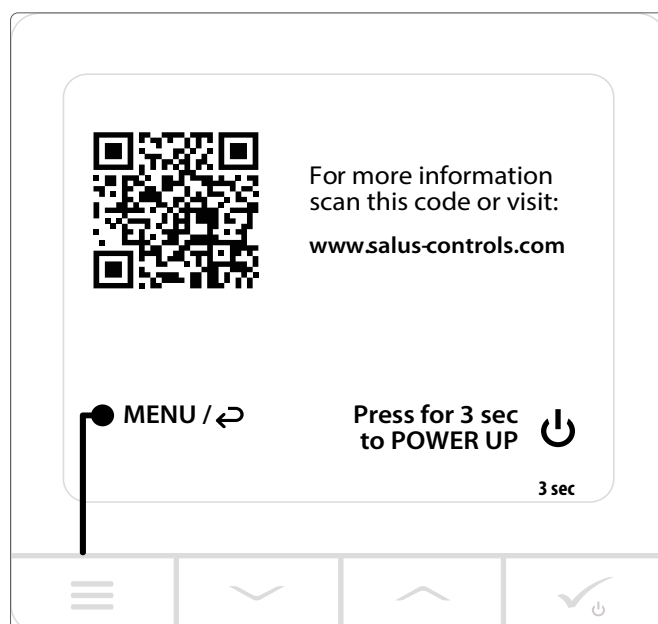 For more information
scan this code or visit:
www.salus-controls.com
MENU /
Press for 3 sec
to POWER UP
3 sec